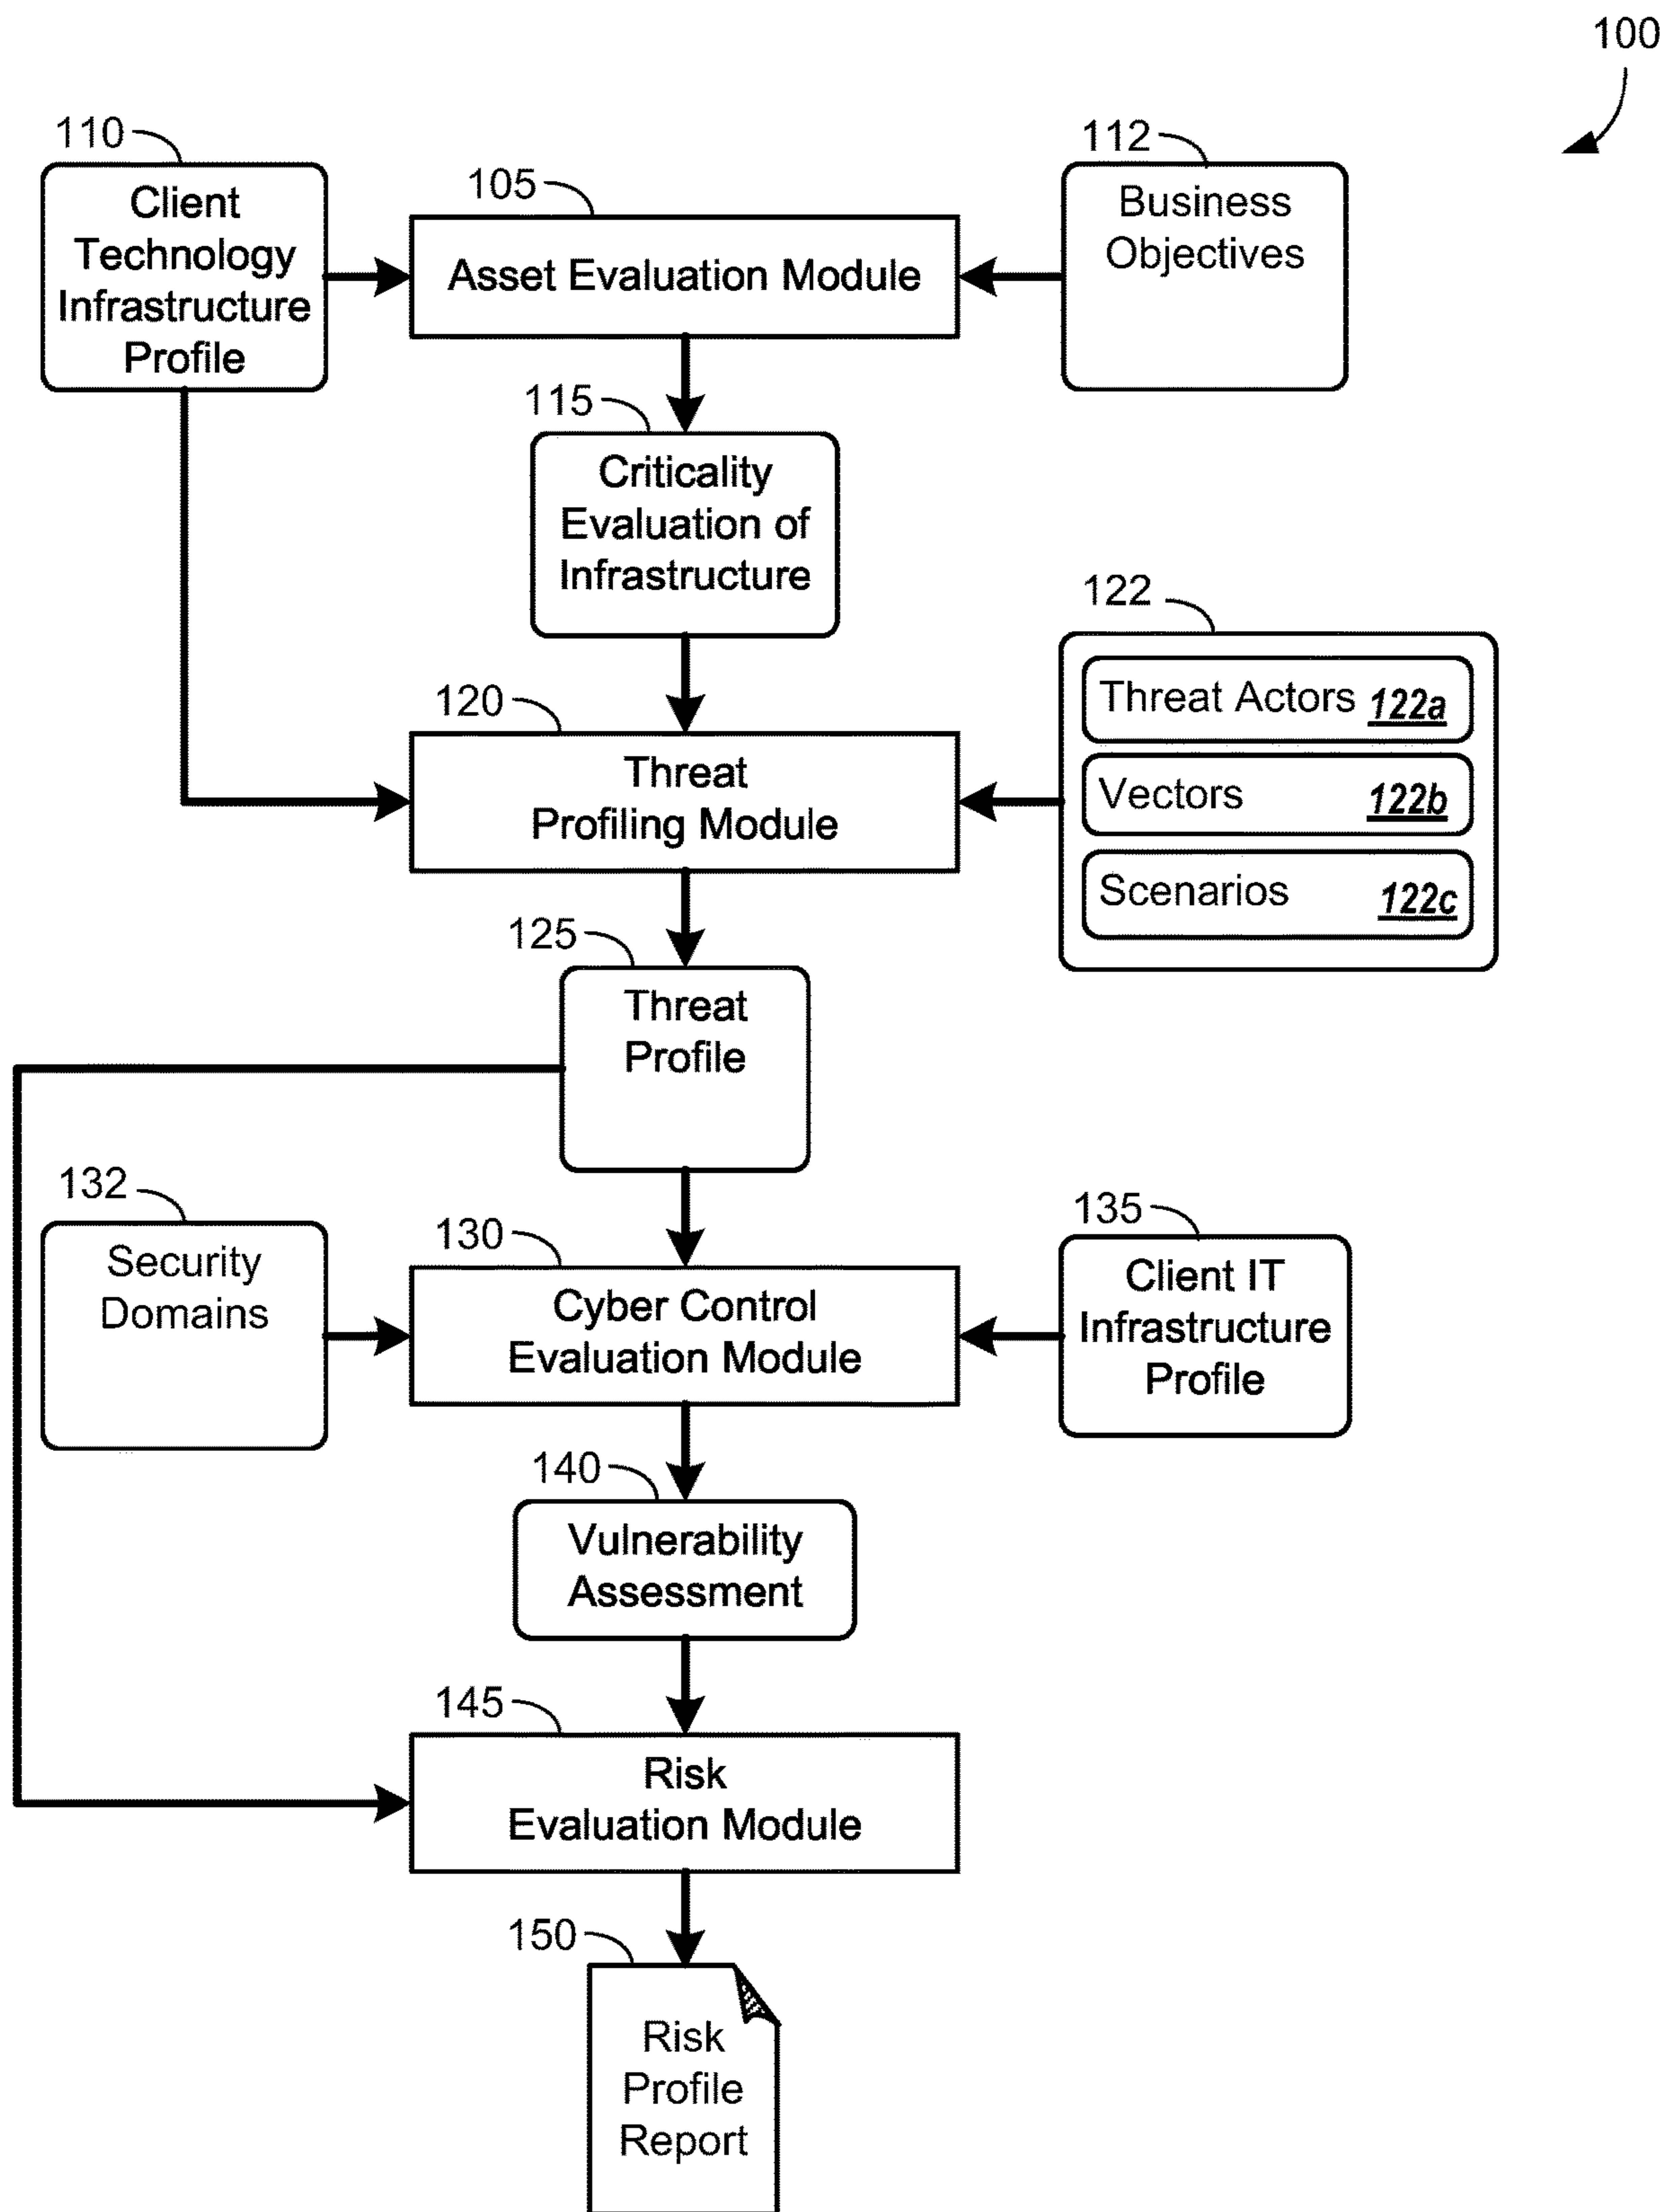 100
110
Client
Technology
Infrastructure
Profile
105
Asset Evaluation Module
112
Business
Objectives
115
Criticality
Evaluation of
Infrastructure
122
Threat Actors 122a
Vectors 122b
Scenarios 122c
120
Threat
Profiling Module
125
Threat
Profile
132
Security
Domains
130
Cyber Control
Evaluation Module
135
Client IT
Infrastructure
Profile
140
Vulnerability
Assessment
145
Risk
Evaluation Module
150
Risk
Profile
Report